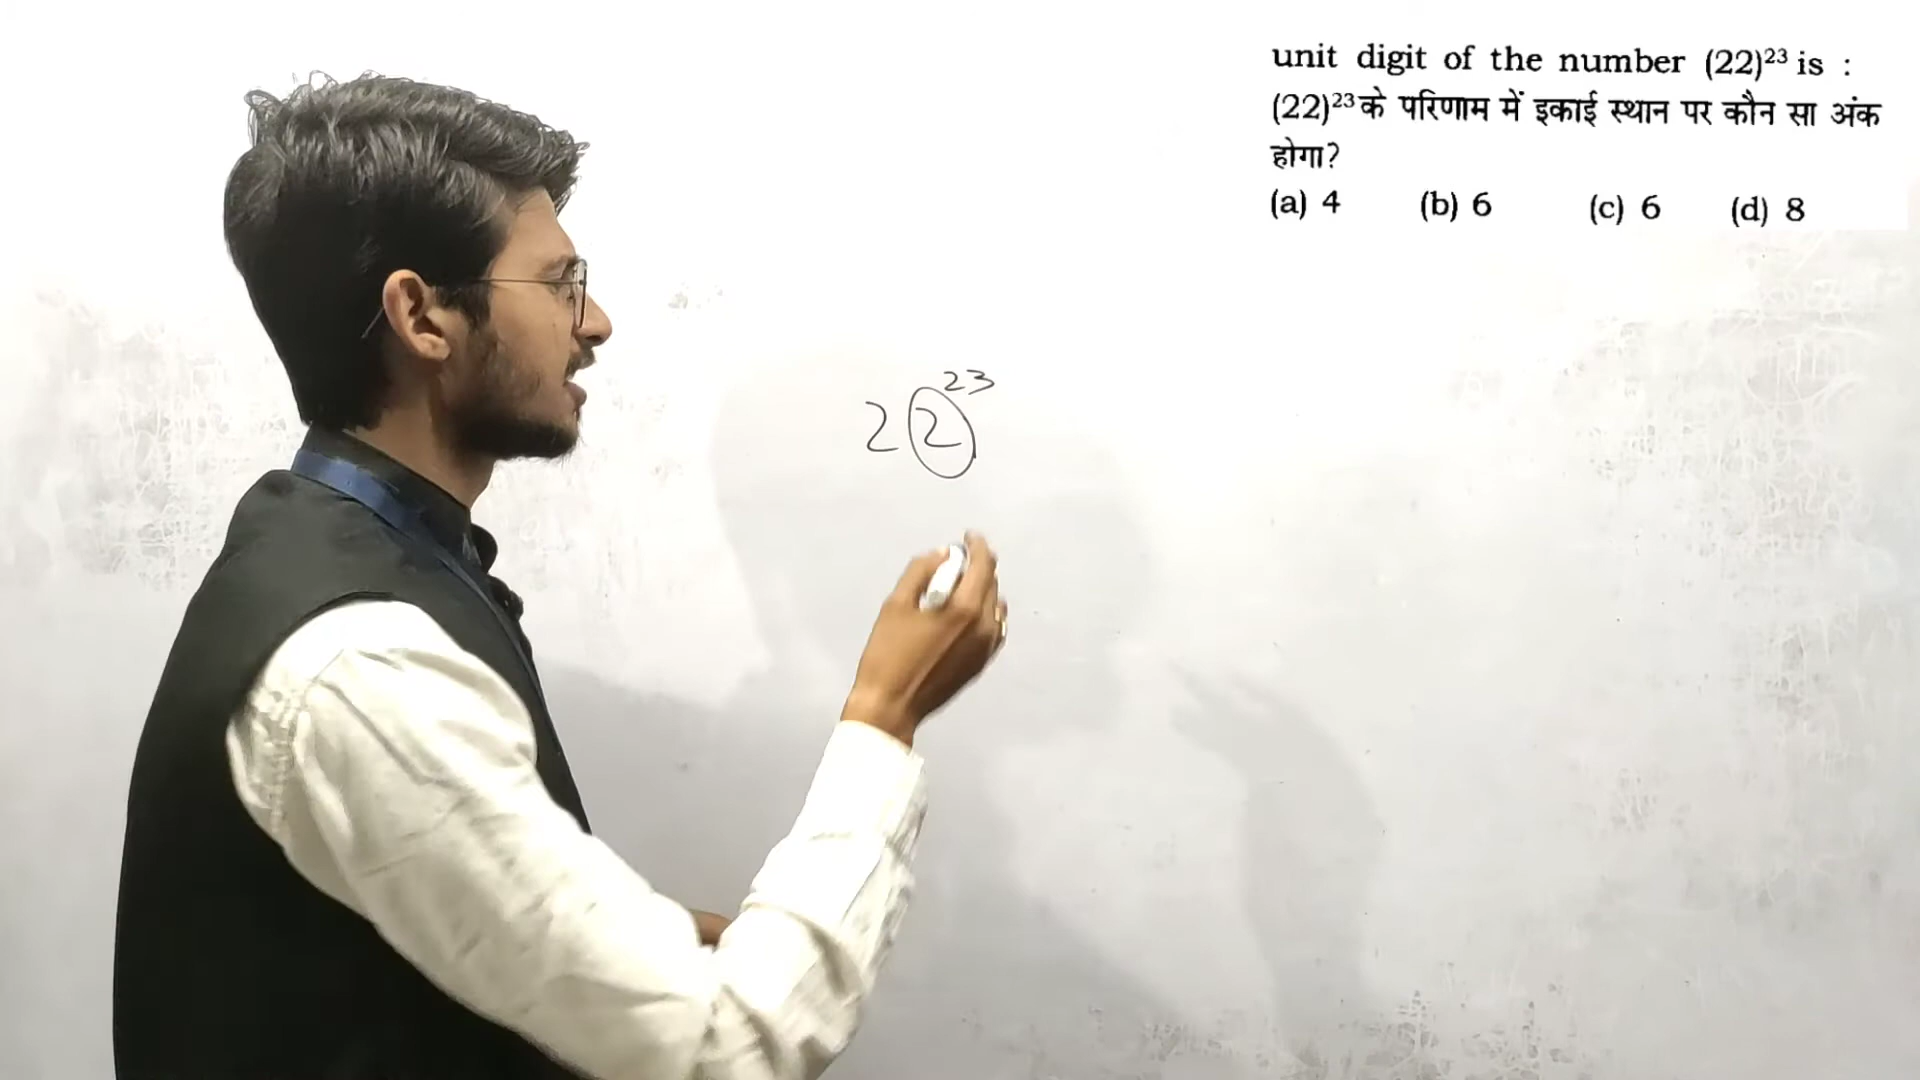 unit digit of the number (22)²³ is :
(22)²³ के परिणाम में इकाई स्थान पर कौन सा अंक
होगा?
(a) 4 (b) 6 (c) 6 (d) 8
22²³